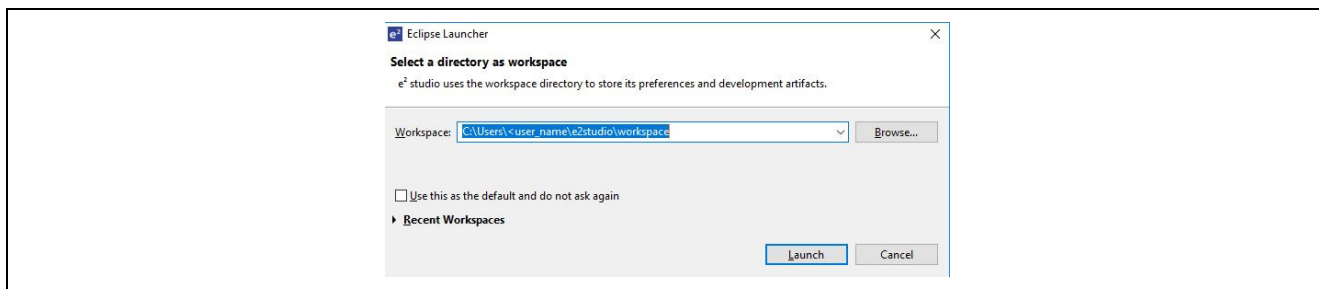 e² Eclipse Launcher
Select a directory as workspace
e² studio uses the workspace directory to store its preferences and development artifacts.
Workspace: C:\Users\<user_name\e2studio\workspace Browse...
Use this as the default and do not ask again
Recent Workspaces
Launch Cancel